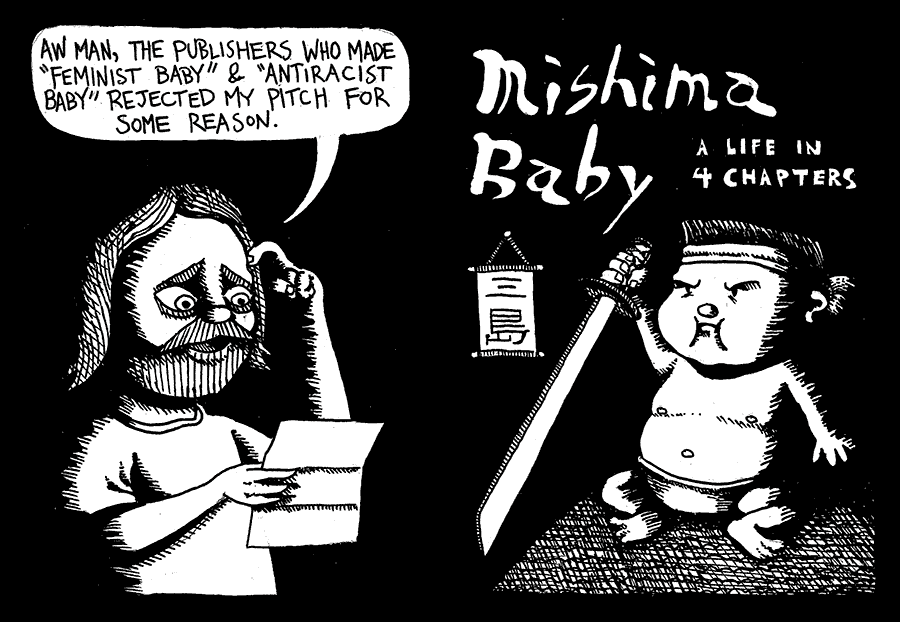 AW MAN, THE PUBLISHERS WHO MADE
"FEMINIST BABY" & "ANTIRACIST
BABY" REJECTED MY PITCH FOR
SOME REASON.
Mishima
Baby
A LIFE IN
4 CHAPTERS
三島